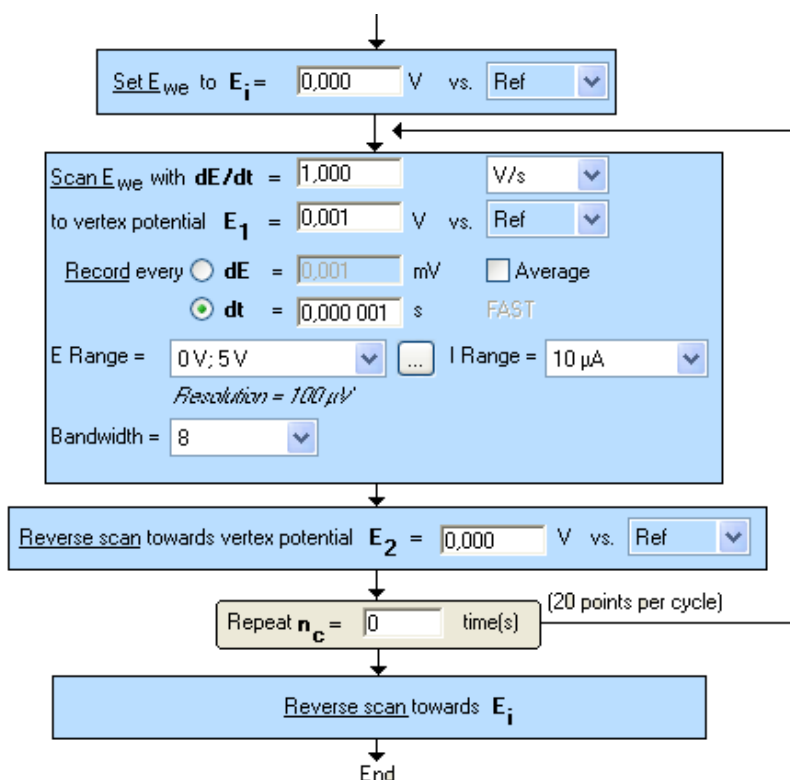 Set Ewe to Ei = 0,000 V vs. Ref
Scan Ewe with dE/dt = 1,000 V/s
to vertex potential E1 = 0,001 V vs. Ref
Record every dE = 0,001 mV Average
dt = 0,000 001 s FAST
E Range = 0 V; 5 V ... I Range = 10 µA
Resolution = 100 µV
Bandwidth = 8
Reverse scan towards vertex potential E2 = 0,000 V vs. Ref
Repeat nc = 0 time(s) (20 points per cycle)
Reverse scan towards Ei
End